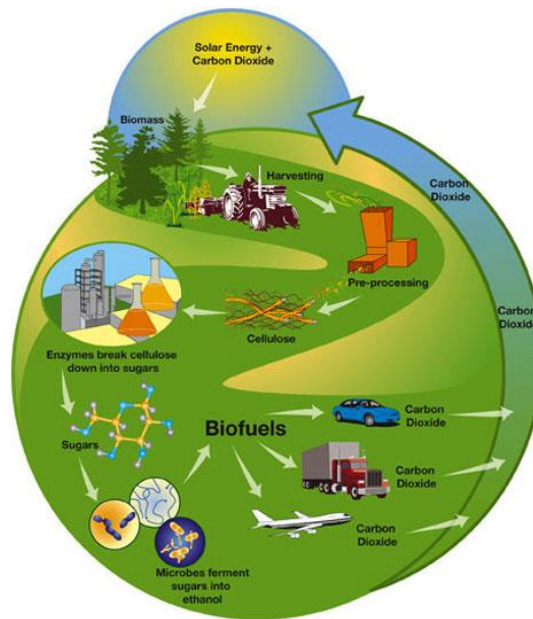 Solar Energy +
Carbon Dioxide
Biomass
Harvesting
Carbon
Dioxide
Pre-processing
Carbon
Dioxide
Cellulose
Enzymes break cellulose
down into sugars
Sugars
Biofuels
Carbon
Dioxide
Carbon
Dioxide
Carbon
Dioxide
Microbes ferment
sugars into
ethanol